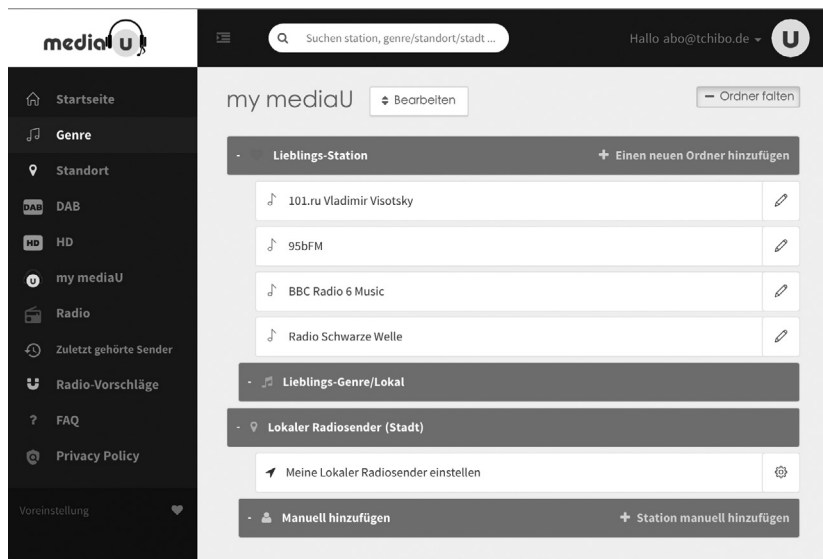 mediaU
Suchen station, genre/standort/stadt ...
Hallo abo@tchibo.de
U
Startseite
Genre
Standort
DAB DAB
HD HD
U my mediaU
Radio
Zuletzt gehörte Sender
Radio-Vorschläge
? FAQ
Privacy Policy
Voreinstellung
my mediaU
Bearbeiten
− Ordner falten
- Lieblings-Station + Einen neuen Ordner hinzufügen
101.ru Vladimir Visotsky
95bFM
BBC Radio 6 Music
Radio Schwarze Welle
- Lieblings-Genre/Lokal
- Lokaler Radiosender (Stadt)
Meine Lokaler Radiosender einstellen
- Manuell hinzufügen + Station manuell hinzufügen